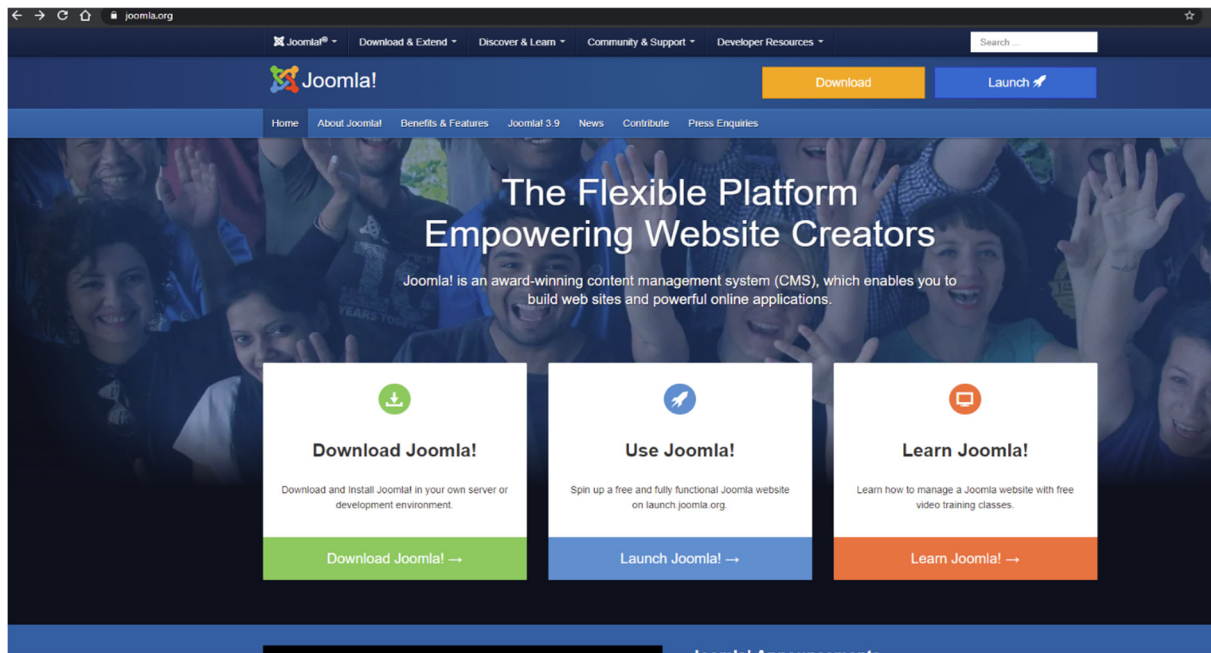 joomla.org
Joomla!® Download & Extend Discover & Learn Community & Support Developer Resources Search ...
Joomla! Download Launch
Home About Joomla! Benefits & Features Joomla! 3.9 News Contribute Press Enquiries
The Flexible Platform
Empowering Website Creators
Joomla! is an award-winning content management system (CMS), which enables you to
build web sites and powerful online applications.
YEARS
Download Joomla!
Download and Install Joomla! in your own server or
development environment.
Download Joomla! →
Use Joomla!
Spin up a free and fully functional Joomla website
on launch.joomla.org.
Launch Joomla! →
Learn Joomla!
Learn how to manage a Joomla website with free
video training classes.
Learn Joomla! →
Joomla! Announcements